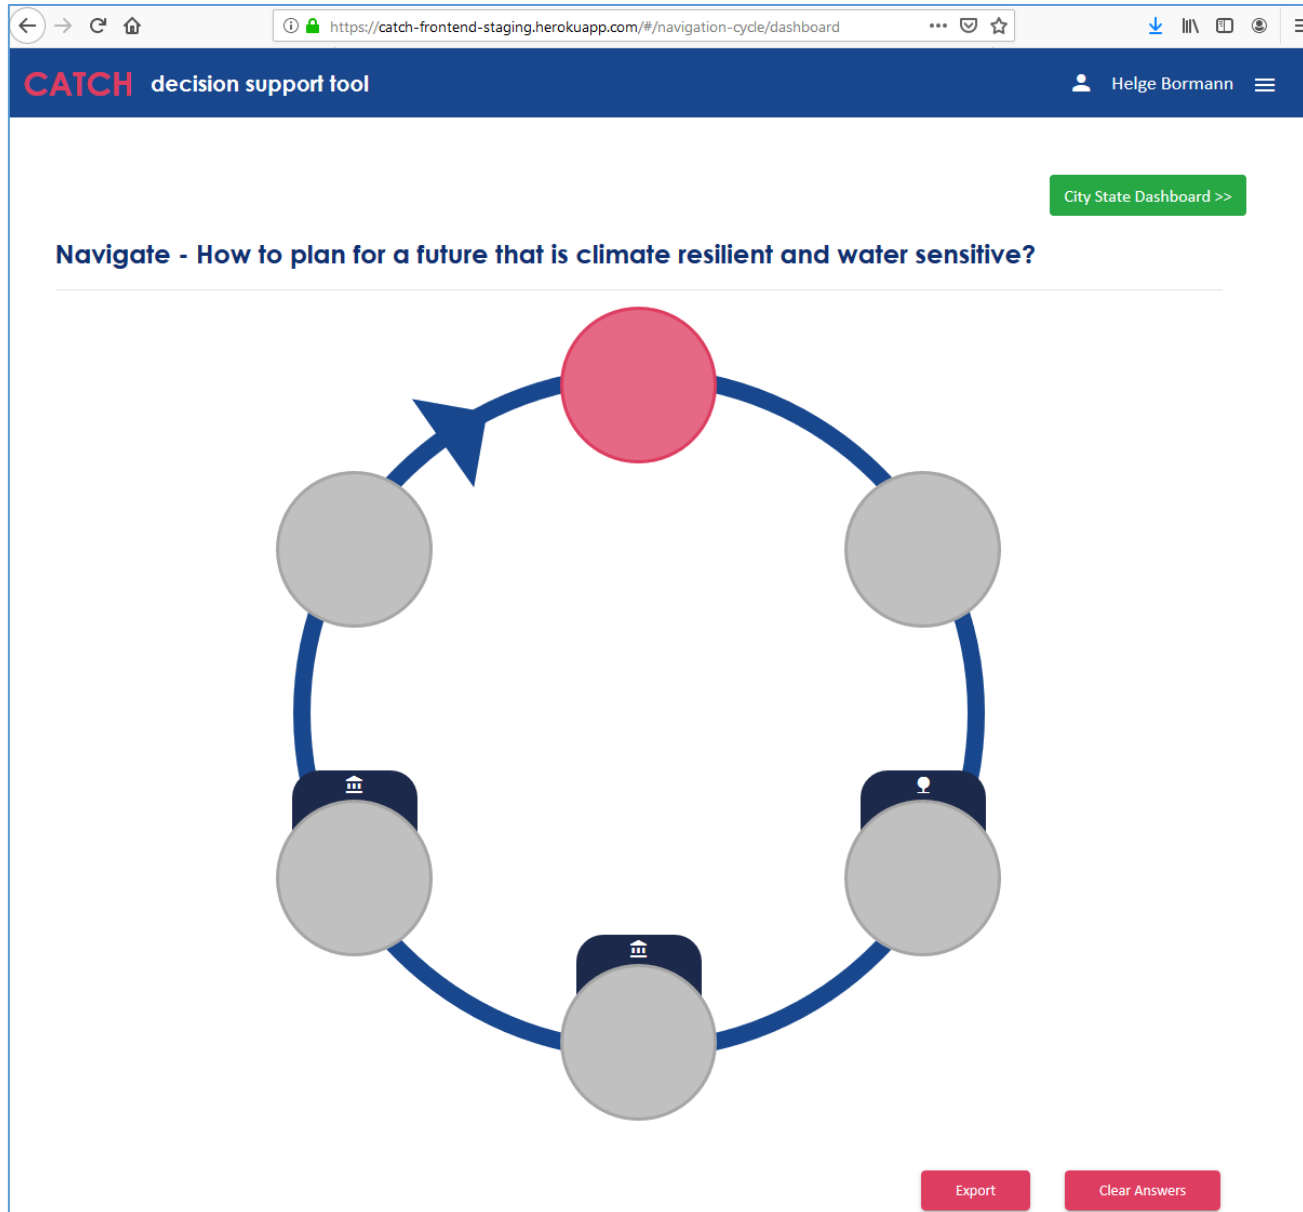 https://catch-frontend-staging.herokuapp.com/#/navigation-cycle/dashboard
CATCH decision support tool
Helge Bormann
City State Dashboard >>
Navigate - How to plan for a future that is climate resilient and water sensitive?
Export
Clear Answers